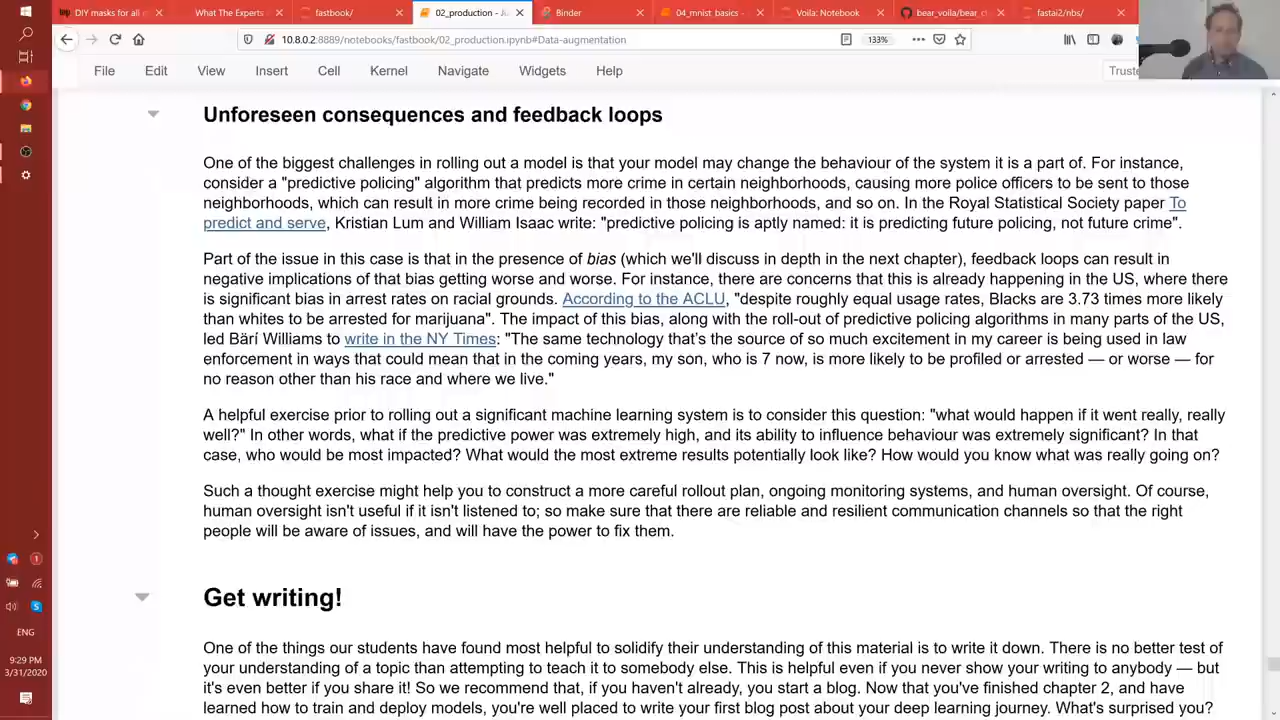 DIY masks for all
What The Experts
fastbook/
02_production - Ju
Binder
04_mnist_basics -
Voila: Notebook
bear_voila/bear_c
fastai2/nbs/
10.8.0.2:8889/notebooks/fastbook/02_production.ipynb#Data-augmentation
133%
File Edit View Insert Cell Kernel Navigate Widgets Help
Truste
Unforeseen consequences and feedback loops
One of the biggest challenges in rolling out a model is that your model may change the behaviour of the system it is a part of. For instance,
consider a "predictive policing" algorithm that predicts more crime in certain neighborhoods, causing more police officers to be sent to those
neighborhoods, which can result in more crime being recorded in those neighborhoods, and so on. In the Royal Statistical Society paper To
predict and serve, Kristian Lum and William Isaac write: "predictive policing is aptly named: it is predicting future policing, not future crime".
Part of the issue in this case is that in the presence of bias (which we'll discuss in depth in the next chapter), feedback loops can result in
negative implications of that bias getting worse and worse. For instance, there are concerns that this is already happening in the US, where there
is significant bias in arrest rates on racial grounds. According to the ACLU, "despite roughly equal usage rates, Blacks are 3.73 times more likely
than whites to be arrested for marijuana". The impact of this bias, along with the roll-out of predictive policing algorithms in many parts of the US,
led Bärí Williams to write in the NY Times: "The same technology that's the source of so much excitement in my career is being used in law
enforcement in ways that could mean that in the coming years, my son, who is 7 now, is more likely to be profiled or arrested — or worse — for
no reason other than his race and where we live."
A helpful exercise prior to rolling out a significant machine learning system is to consider this question: "what would happen if it went really, really
well?" In other words, what if the predictive power was extremely high, and its ability to influence behaviour was extremely significant? In that
case, who would be most impacted? What would the most extreme results potentially look like? How would you know what was really going on?
Such a thought exercise might help you to construct a more careful rollout plan, ongoing monitoring systems, and human oversight. Of course,
human oversight isn't useful if it isn't listened to; so make sure that there are reliable and resilient communication channels so that the right
people will be aware of issues, and will have the power to fix them.
Get writing!
One of the things our students have found most helpful to solidify their understanding of this material is to write it down. There is no better test of
your understanding of a topic than attempting to teach it to somebody else. This is helpful even if you never show your writing to anybody — but
it's even better if you share it! So we recommend that, if you haven't already, you start a blog. Now that you've finished chapter 2, and have
learned how to train and deploy models, you're well placed to write your first blog post about your deep learning journey. What's surprised you?
1
ENG
9:29 PM
3/31/2020